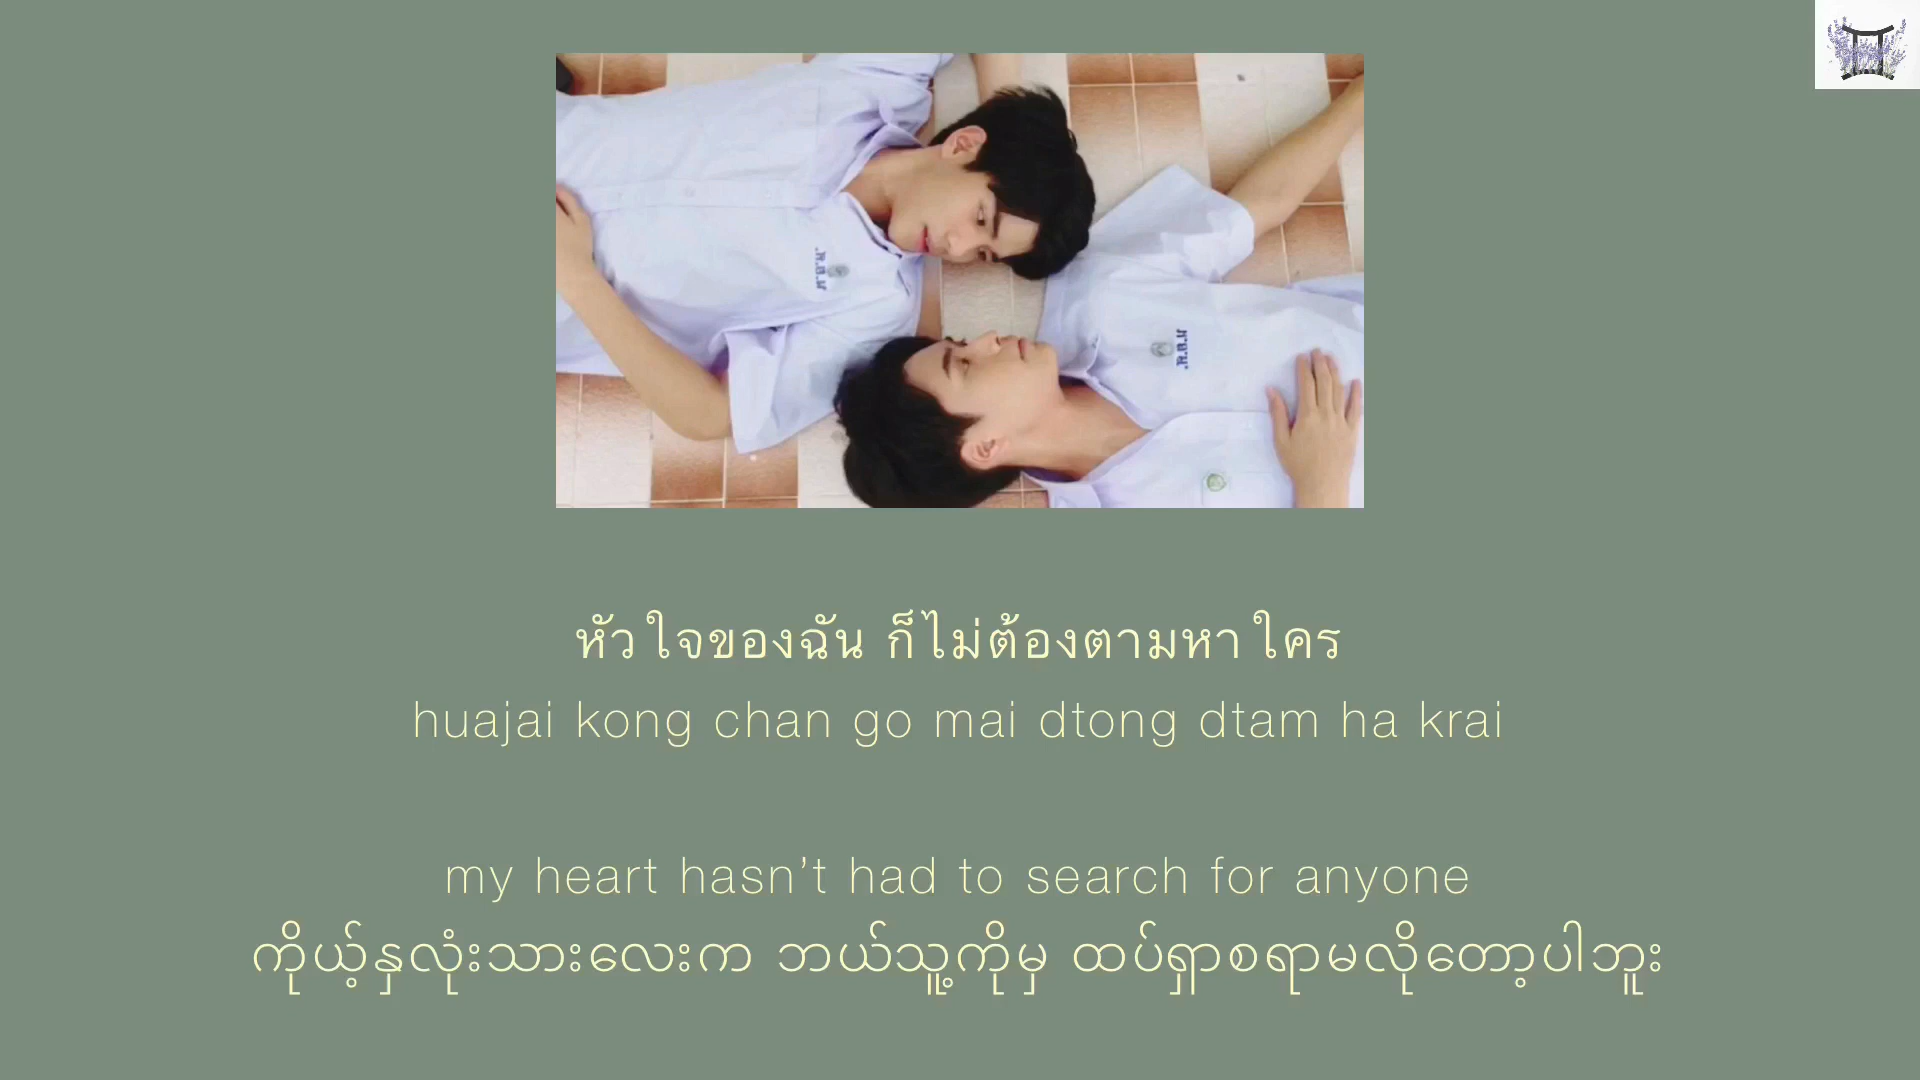 หัวใจของฉัน ก็ไม่ต้องตามหาใคร
huajai kong chan go mai dtong dtam ha krai
my heart hasn’t had to search for anyone
ကိုယ့်နှလုံးသားလေးက ဘယ်သူ့ကိုမှ ထပ်ရှာစရာမလိုတော့ပါဘူး